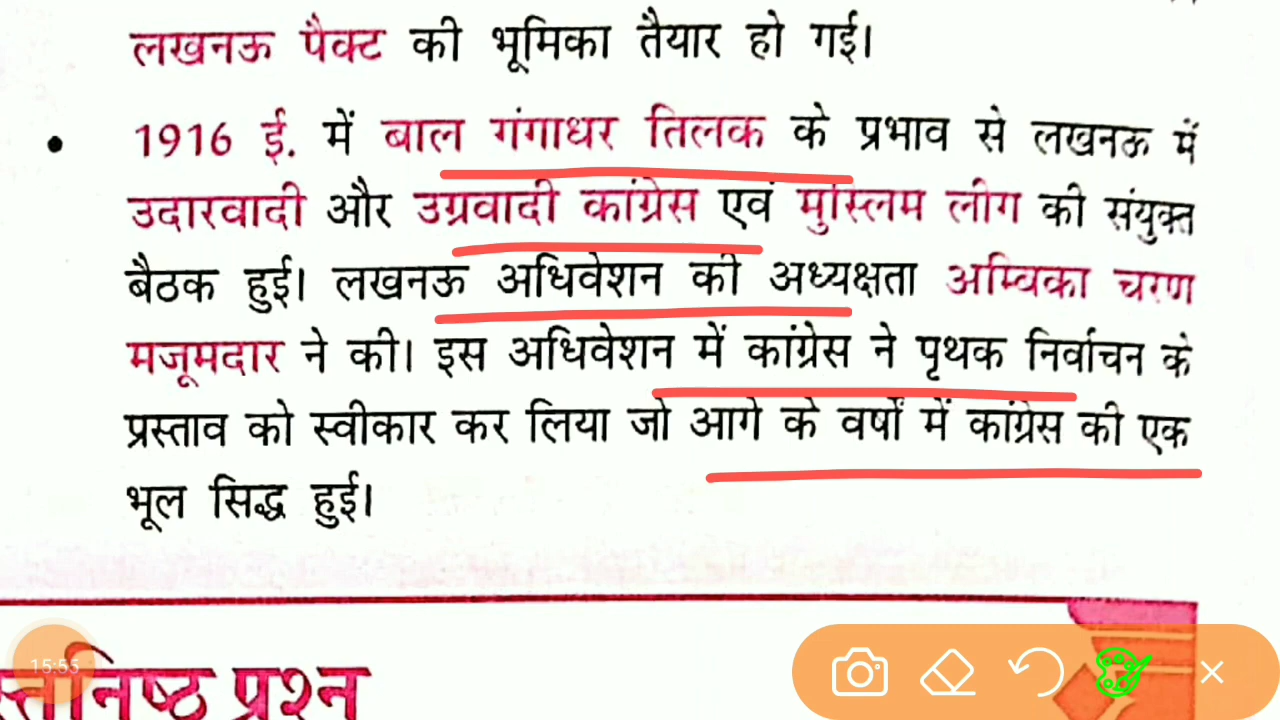 लखनऊ पैक्ट की भूमिका तैयार हो गई।
• 1916 ई. में बाल गंगाधर तिलक के प्रभाव से लखनऊ में
उदारवादी और उग्रवादी कांग्रेस एवं मुस्लिम लीग की संयुक्त
बैठक हुई। लखनऊ अधिवेशन की अध्यक्षता अम्विका चरण
मजूमदार ने की। इस अधिवेशन में कांग्रेस ने पृथक निर्वाचन के
प्रस्ताव को स्वीकार कर लिया जो आगे के वर्षों में कांग्रेस की एक
भूल सिद्ध हुई।
15:55
स्तुनिष्ठ प्रश्न